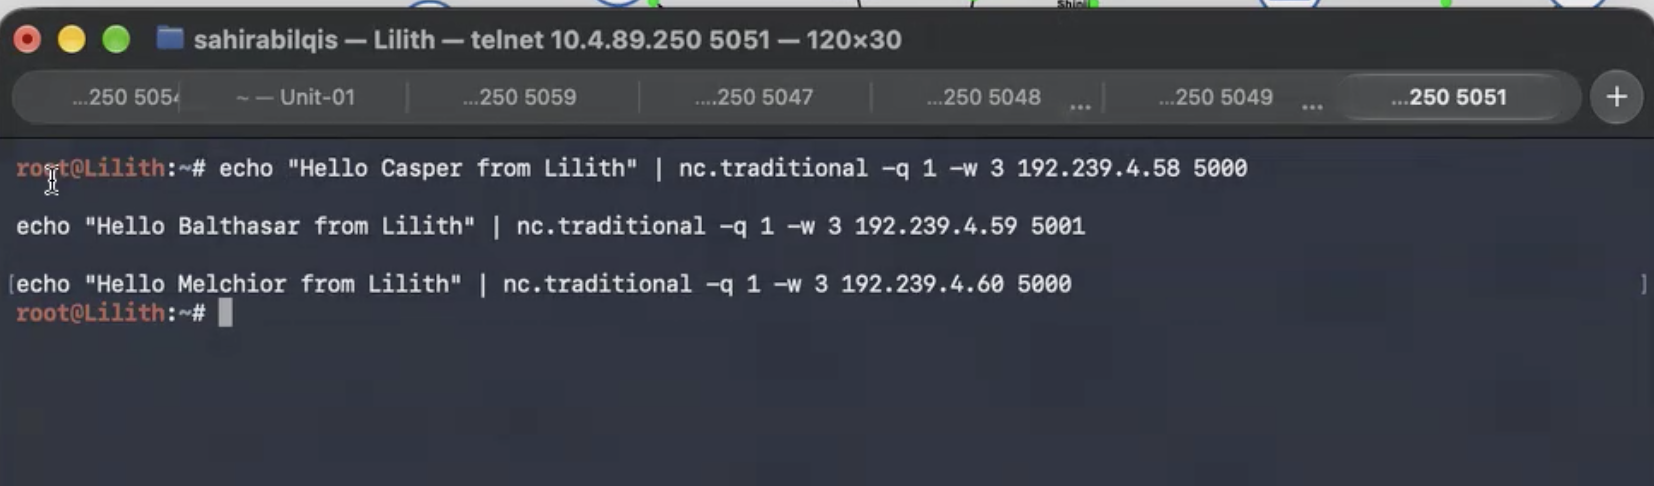 Shinji
sahirabilqis — Lilith — telnet 10.4.89.250 5051 — 120×30
...250 5054
~ — Unit-01
...250 5059
....250 5047
...250 5048 ...
...250 5049 ...
...250 5051
+
root@Lilith:~# echo "Hello Casper from Lilith" | nc.traditional -q 1 -w 3 192.239.4.58 5000
echo "Hello Balthasar from Lilith" | nc.traditional -q 1 -w 3 192.239.4.59 5001
[echo "Hello Melchior from Lilith" | nc.traditional -q 1 -w 3 192.239.4.60 5000 ]
root@Lilith:~#